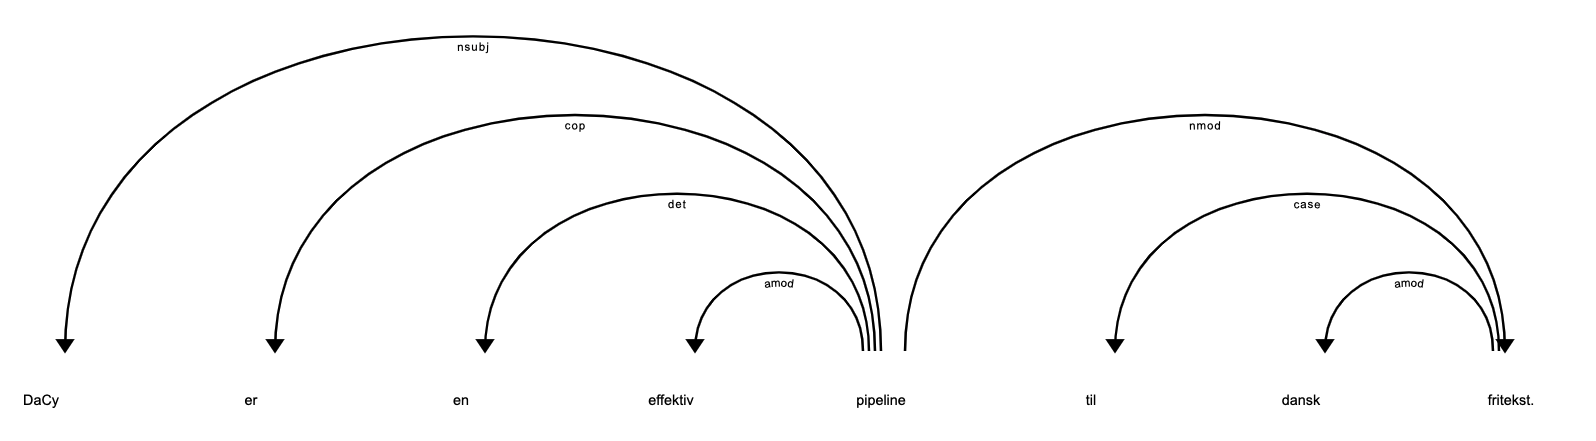 nsubj
cop
nmod
det
case
amod
amod
DaCy er en effektiv pipeline til dansk fritekst.